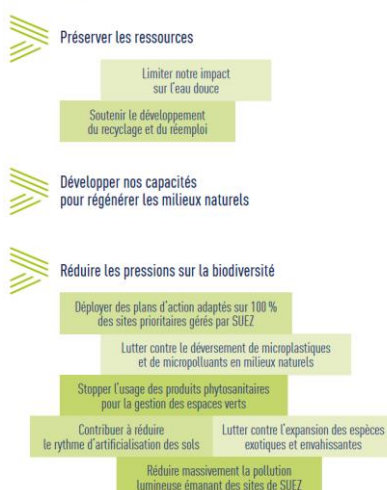 Préserver les ressources
Limiter notre impact
sur l'eau douce
Soutenir le développement
du recyclage et du réemploi
Développer nos capacités
pour régénérer les milieux naturels
Réduire les pressions sur la biodiversité
Déployer des plans d'action adaptés sur 100 %
des sites prioritaires gérés par SUEZ
Lutter contre le déversement de microplastiques
et de micropolluants en milieux naturels
Stopper l'usage des produits phytosanitaires
pour la gestion des espaces verts
Contribuer à réduire
le rythme d'artificialisation des sols
Lutter contre l'expansion des espèces
exotiques et envahissantes
Réduire massivement la pollution
lumineuse émanant des sites de SUEZ